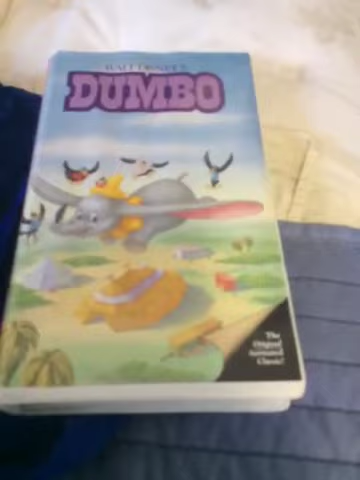 WALT DISNEY'S
DUMBO
The
Original
Animated
Classic!